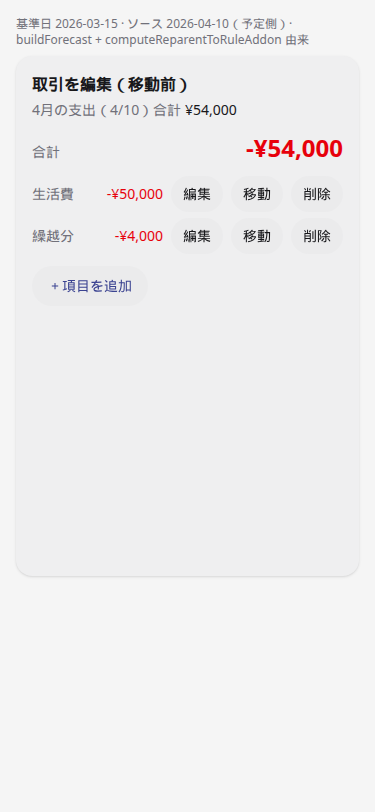 基準日 2026-03-15 · ソース 2026-04-10（予定側）·
buildForecast + computeReparentToRuleAddon 由来
取引を編集（移動前）
4月の支出（4/10）合計 ¥54,000
合計 -¥54,000
生活費 -¥50,000 編集 移動 削除
繰越分 -¥4,000 編集 移動 削除
+ 項目を追加